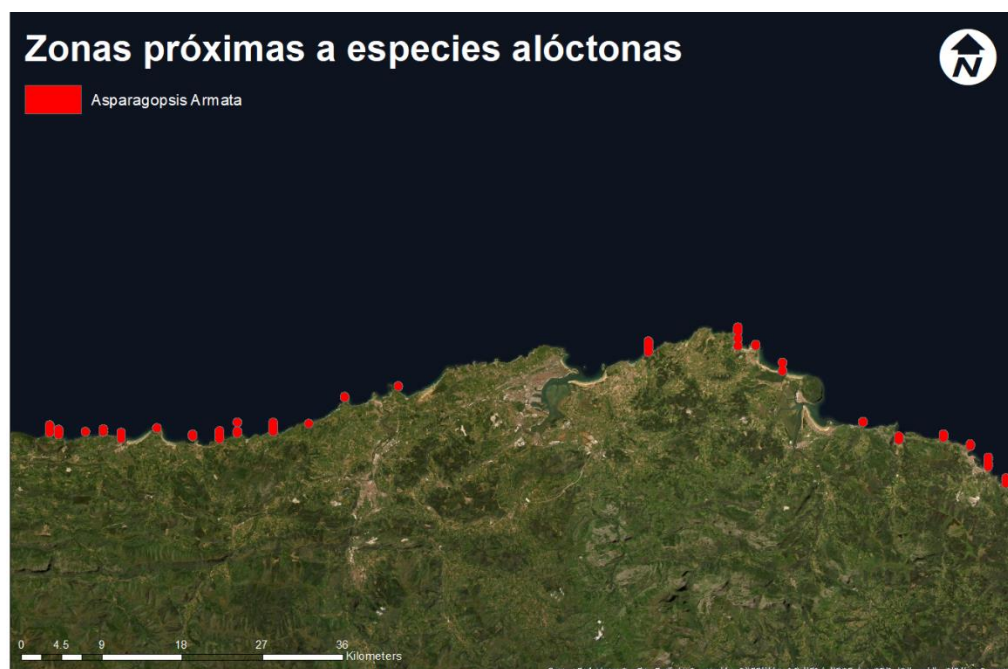 Zonas próximas a especies alóctonas
N
Asparagopsis Armata
0 4.5 9 18 27 36
Kilometers